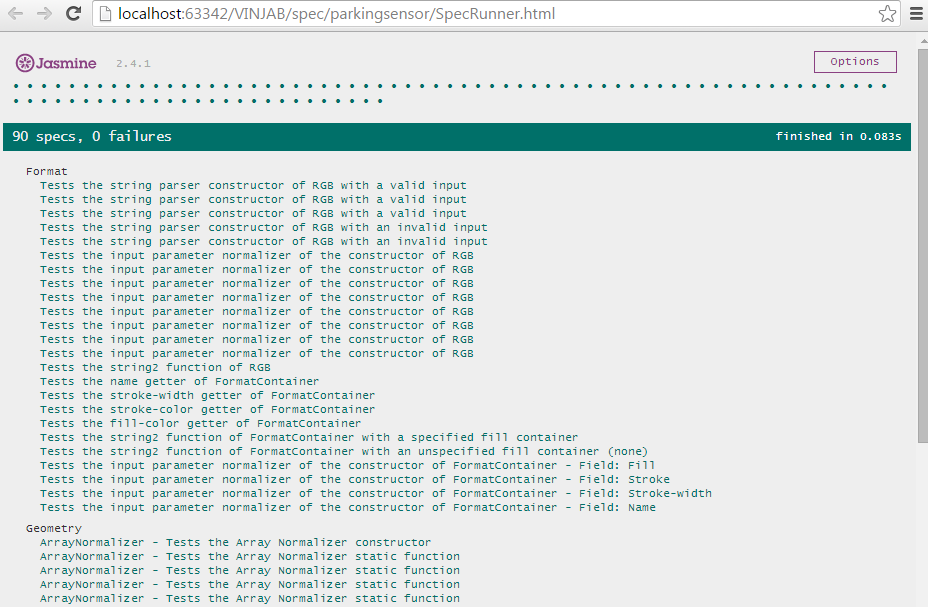 localhost:63342/VINJAB/spec/parkingsensor/SpecRunner.html
Jasmine 2.4.1
Options
90 specs, 0 failures
finished in 0.083s
Format
Tests the string parser constructor of RGB with a valid input
Tests the string parser constructor of RGB with a valid input
Tests the string parser constructor of RGB with a valid input
Tests the string parser constructor of RGB with an invalid input
Tests the string parser constructor of RGB with an invalid input
Tests the input parameter normalizer of the constructor of RGB
Tests the input parameter normalizer of the constructor of RGB
Tests the input parameter normalizer of the constructor of RGB
Tests the input parameter normalizer of the constructor of RGB
Tests the input parameter normalizer of the constructor of RGB
Tests the input parameter normalizer of the constructor of RGB
Tests the input parameter normalizer of the constructor of RGB
Tests the input parameter normalizer of the constructor of RGB
Tests the string2 function of RGB
Tests the name getter of FormatContainer
Tests the stroke-width getter of FormatContainer
Tests the stroke-color getter of FormatContainer
Tests the fill-color getter of FormatContainer
Tests the string2 function of FormatContainer with a specified fill container
Tests the string2 function of FormatContainer with an unspecified fill container (none)
Tests the input parameter normalizer of the constructor of FormatContainer - Field: Fill
Tests the input parameter normalizer of the constructor of FormatContainer - Field: Stroke
Tests the input parameter normalizer of the constructor of FormatContainer - Field: Stroke-width
Tests the input parameter normalizer of the constructor of FormatContainer - Field: Name
Geometry
ArrayNormalizer - Tests the Array Normalizer constructor
ArrayNormalizer - Tests the Array Normalizer static function
ArrayNormalizer - Tests the Array Normalizer static function
ArrayNormalizer - Tests the Array Normalizer static function
ArrayNormalizer - Tests the Array Normalizer static function